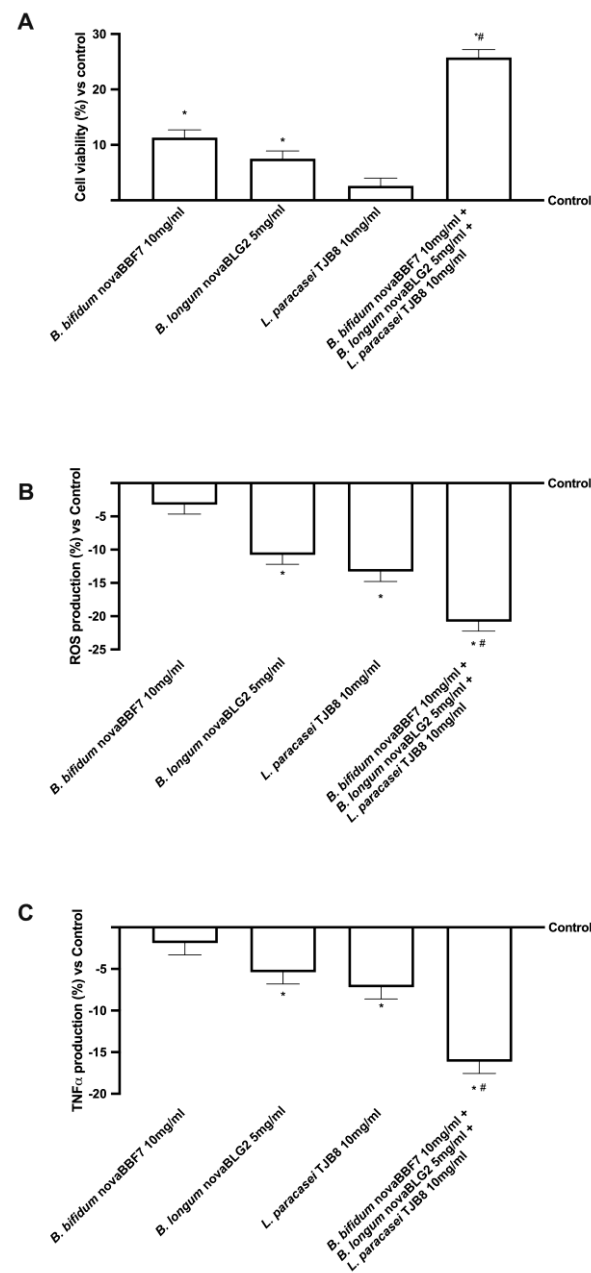 A
Cell viability (%) vs control
30
20
10
*
*
*#
Control
B. bifidum novaBBF7 10mg/ml
B. longum novaBLG2 5mg/ml
L. paracasei TJB8 10mg/ml
B. bifidum novaBBF7 10mg/ml +
B. longum novaBLG2 5mg/ml +
L. paracasei TJB8 10mg/ml
B
ROS production (%) vs Control
Control
-5
-10
-15
-20
-25
*
*
* #
B. bifidum novaBBF7 10mg/ml
B. longum novaBLG2 5mg/ml
L. paracasei TJB8 10mg/ml
B. bifidum novaBBF7 10mg/ml +
B. longum novaBLG2 5mg/ml +
L. paracasei TJB8 10mg/ml
C
TNFα production (%) vs Control
Control
-5
-10
-15
-20
*
*
* #
B. bifidum novaBBF7 10mg/ml
B. longum novaBLG2 5mg/ml
L. paracasei TJB8 10mg/ml
B. bifidum novaBBF7 10mg/ml +
B. longum novaBLG2 5mg/ml +
L. paracasei TJB8 10mg/ml